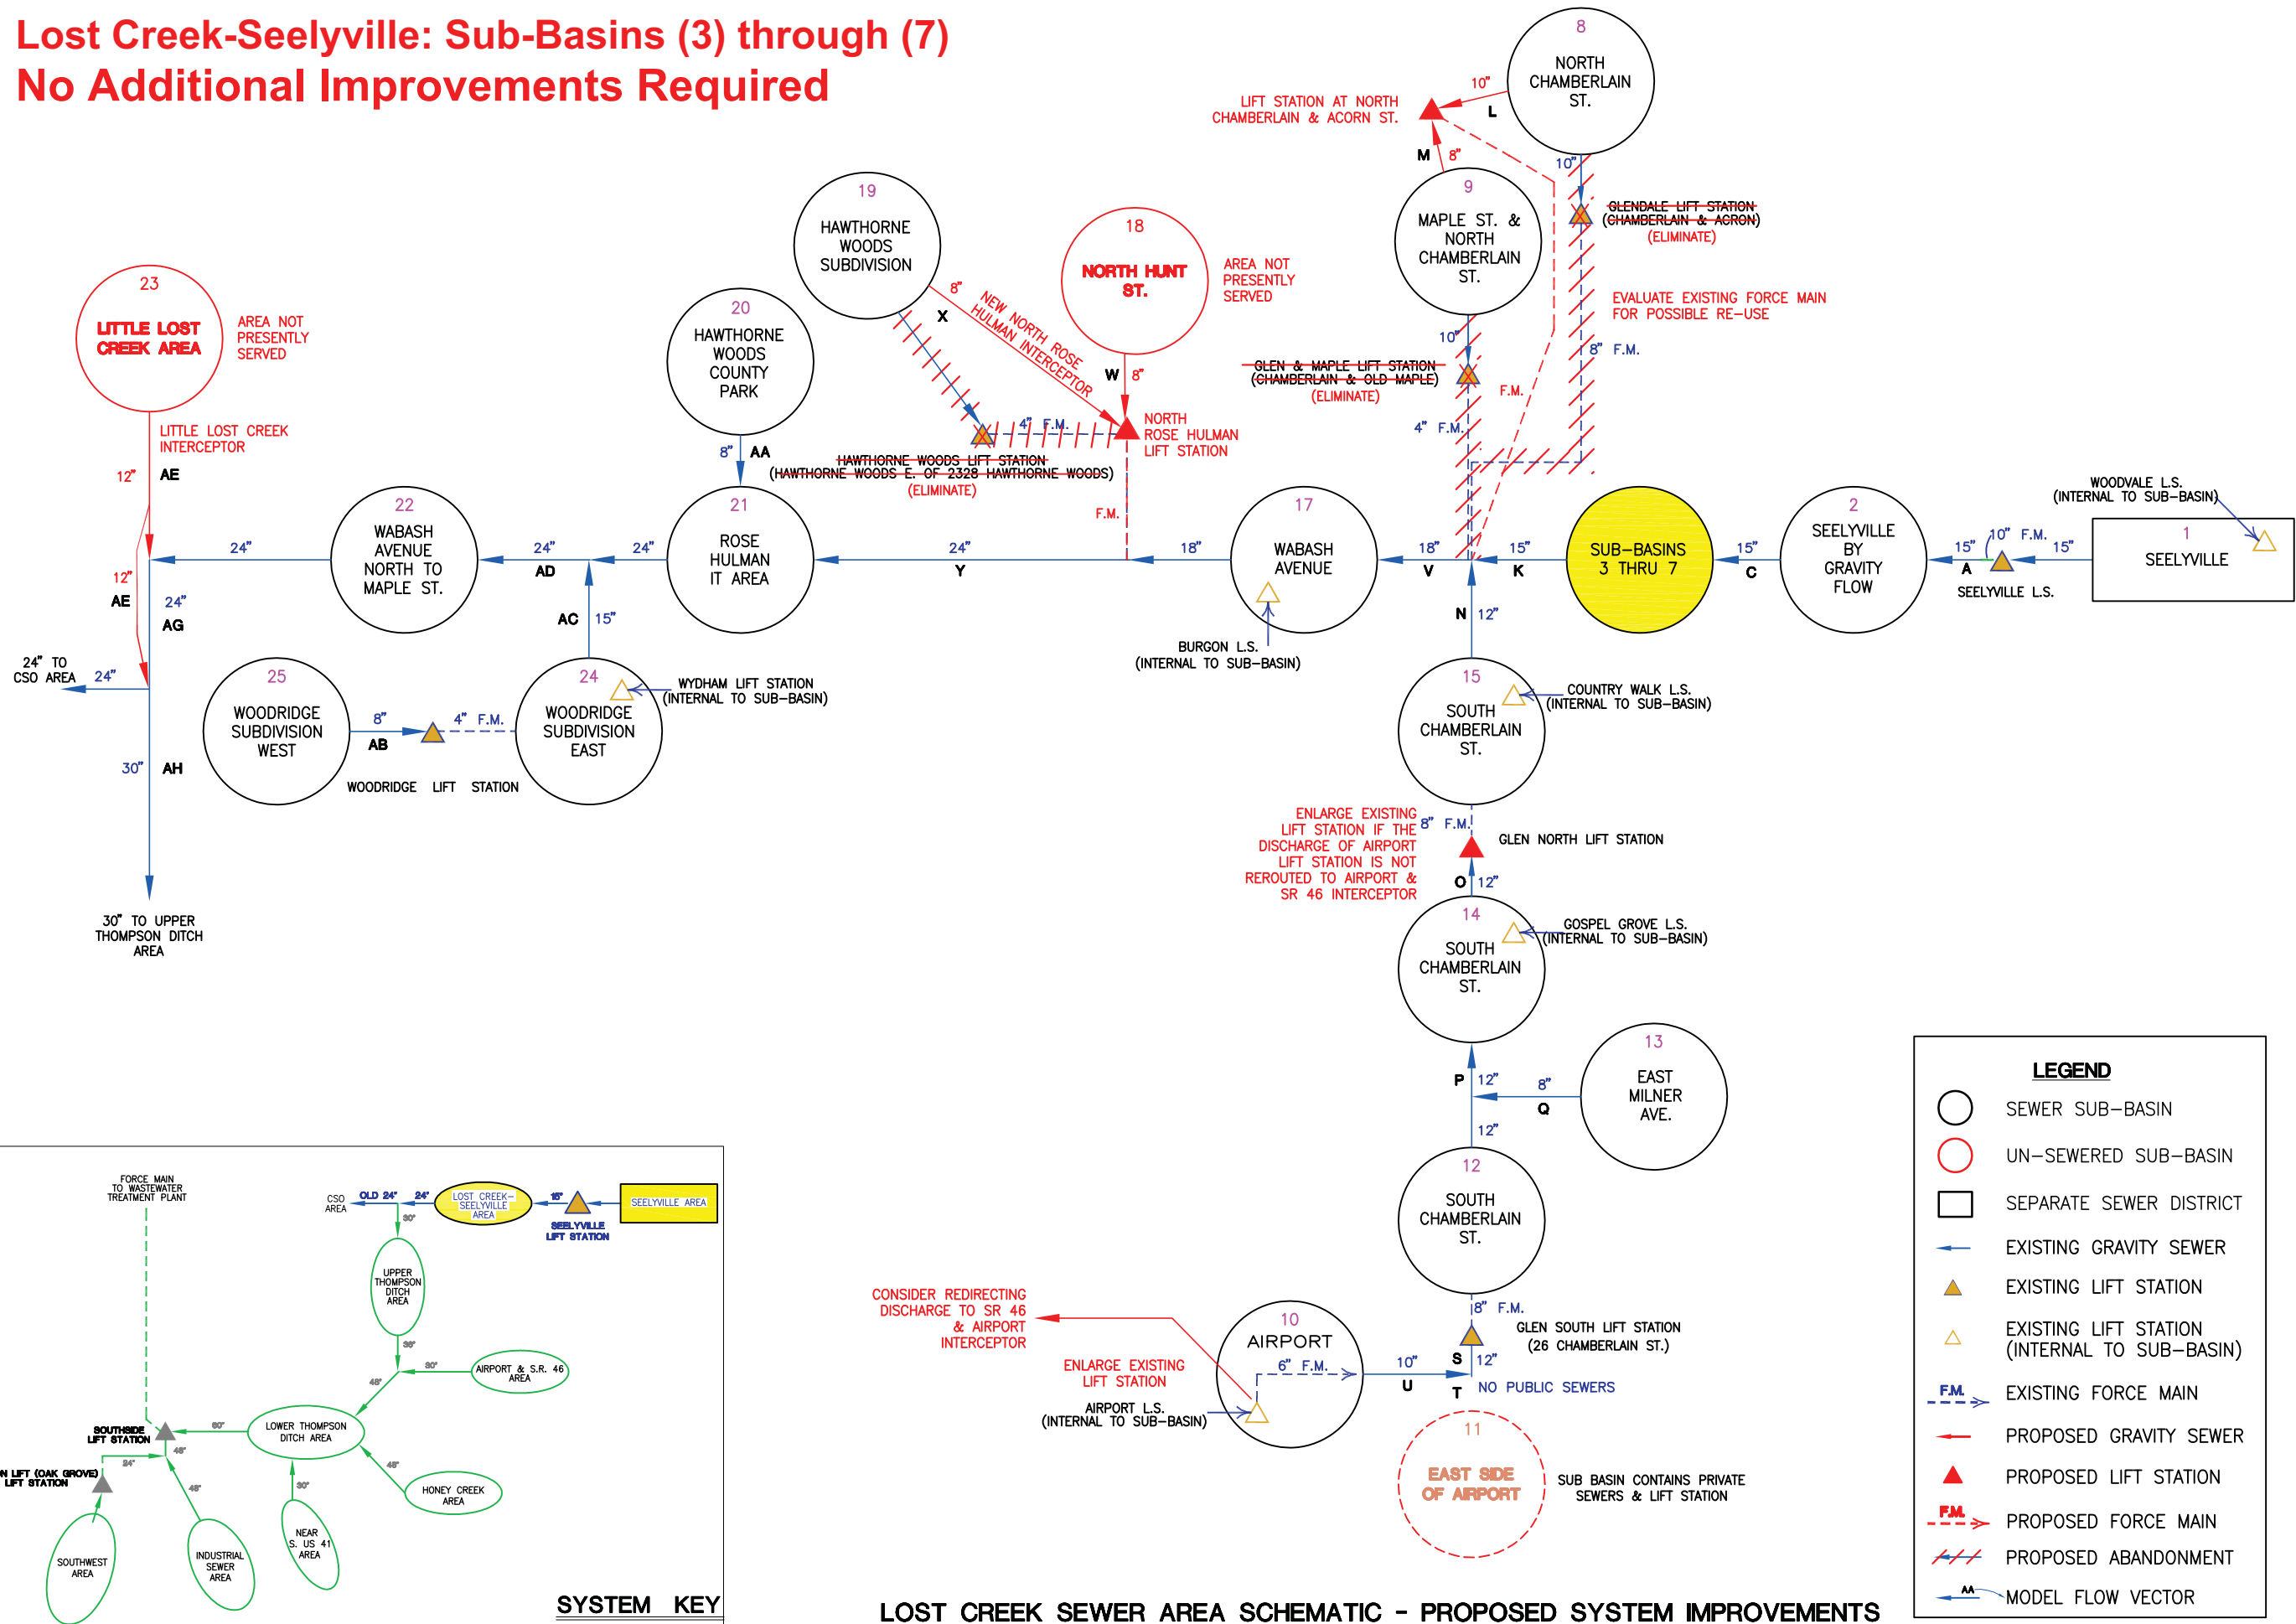 Lost Creek-Seelyville: Sub-Basins (3) through (7)
No Additional Improvements Required
8
NORTH
CHAMBERLAIN
ST.
10"
L
LIFT STATION AT NORTH
CHAMBERLAIN & ACORN ST.
M
8"
10"
9
MAPLE ST. &
NORTH
CHAMBERLAIN
ST.
GLENDALE LIFT STATION
(CHAMBERLAIN & ACRON)
(ELIMINATE)
EVALUATE EXISTING FORCE MAIN
FOR POSSIBLE RE-USE
8" F.M.
10"
GLEN & MAPLE LIFT STATION
(CHAMBERLAIN & OLD MAPLE)
(ELIMINATE)
4" F.M.
F.M.
19
HAWTHORNE
WOODS
SUBDIVISION
8"
X
NEW NORTH ROSE
HULMAN INTERCEPTOR
18
NORTH HUNT
ST.
AREA NOT
PRESENTLY
SERVED
W
8"
4" F.M.
NORTH
ROSE HULMAN
LIFT STATION
HAWTHORNE WOODS LIFT STATION
(HAWTHORNE WOODS E. OF 2328 HAWTHORNE WOODS)
(ELIMINATE)
F.M.
20
HAWTHORNE
WOODS
COUNTY
PARK
8"
AA
23
LITTLE LOST
CREEK AREA
AREA NOT
PRESENTLY
SERVED
LITTLE LOST CREEK
INTERCEPTOR
12"
AE
12"
AE
24"
22
WABASH
AVENUE
NORTH TO
MAPLE ST.
24"
AD
24"
21
ROSE
HULMAN
IT AREA
24"
Y
18"
17
WABASH
AVENUE
BURGON L.S.
(INTERNAL TO SUB-BASIN)
18"
V
15"
K
SUB-BASINS
3 THRU 7
15"
C
2
SEELYVILLE
BY
GRAVITY
FLOW
15"
A
10" F.M.
15"
SEELYVILLE L.S.
WOODVALE L.S.
(INTERNAL TO SUB-BASIN)
1
SEELYVILLE
24"
AG
24" TO
CSO AREA
24"
30"
AH
30" TO UPPER
THOMPSON DITCH
AREA
25
WOODRIDGE
SUBDIVISION
WEST
8"
AB
4" F.M.
WOODRIDGE LIFT STATION
AC
15"
24
WOODRIDGE
SUBDIVISION
EAST
WYDHAM LIFT STATION
(INTERNAL TO SUB-BASIN)
N
12"
15
SOUTH
CHAMBERLAIN
ST.
COUNTRY WALK L.S.
(INTERNAL TO SUB-BASIN)
ENLARGE EXISTING
LIFT STATION IF THE
DISCHARGE OF AIRPORT
LIFT STATION IS NOT
REROUTED TO AIRPORT &
SR 46 INTERCEPTOR
8" F.M.
GLEN NORTH LIFT STATION
O
12"
14
SOUTH
CHAMBERLAIN
ST.
GOSPEL GROVE L.S.
(INTERNAL TO SUB-BASIN)
P
12"
8"
Q
13
EAST
MILNER
AVE.
12"
12
SOUTH
CHAMBERLAIN
ST.
8" F.M.
GLEN SOUTH LIFT STATION
(26 CHAMBERLAIN ST.)
S
12"
T
NO PUBLIC SEWERS
CONSIDER REDIRECTING
DISCHARGE TO SR 46
& AIRPORT
INTERCEPTOR
ENLARGE EXISTING
LIFT STATION
AIRPORT L.S.
(INTERNAL TO SUB-BASIN)
10
AIRPORT
6" F.M.
10"
U
11
EAST SIDE
OF AIRPORT
SUB BASIN CONTAINS PRIVATE
SEWERS & LIFT STATION
LEGEND
SEWER SUB-BASIN
UN-SEWERED SUB-BASIN
SEPARATE SEWER DISTRICT
EXISTING GRAVITY SEWER
EXISTING LIFT STATION
EXISTING LIFT STATION
(INTERNAL TO SUB-BASIN)
F.M.
EXISTING FORCE MAIN
PROPOSED GRAVITY SEWER
PROPOSED LIFT STATION
F.M.
PROPOSED FORCE MAIN
PROPOSED ABANDONMENT
AA
MODEL FLOW VECTOR
FORCE MAIN
TO WASTEWATER
TREATMENT PLANT
CSO
AREA
OLD 24"
24"
LOST CREEK-
SEELYVILLE
AREA
15"
SEELYVILLE
LIFT STATION
SEELYVILLE AREA
30"
UPPER
THOMPSON
DITCH
AREA
36"
30"
AIRPORT & S.R. 46
AREA
48"
LOWER THOMPSON
DITCH AREA
60"
SOUTHSIDE
LIFT STATION
48"
24"
N LIFT (OAK GROVE)
LIFT STATION
48"
30"
48"
HONEY CREEK
AREA
NEAR
S. US 41
AREA
INDUSTRIAL
SEWER
AREA
SOUTHWEST
AREA
SYSTEM KEY
LOST CREEK SEWER AREA SCHEMATIC - PROPOSED SYSTEM IMPROVEMENTS